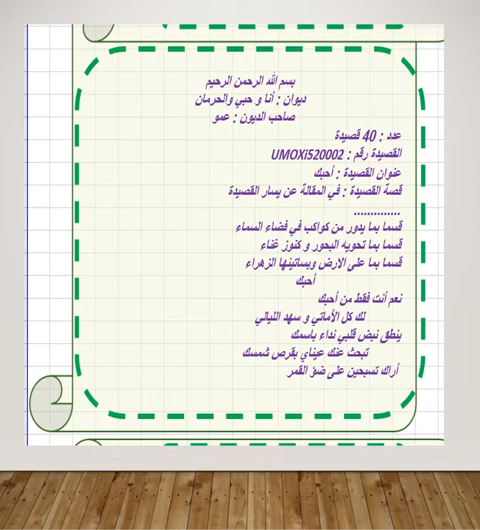 بسم الله الرحمن الرحيم
ديوان : أنا و حبي والحرمان
صاحب الديون : عمو
عدد : 40 قصيدة
القصيدة رقم : UMOXi520002
عنوان القصيدة : أحبك
قصة القصيدة : في المقالة عن يسار القصيدة
..............
قسما بما يدور من كواكب في فضاء السماء
قسما بما تحويه البحور و كنوز غناء
قسما بما على الارض وبساتينها الزهراء
أحبك
نعم أنت فقط من أحبك
لك كل الأماني و سهد الليالي
ينطق نبض قلبي نداء باسمك
تبحث عنك عيناي بقرص شمسك
أراك تسبحين على ضوء القمر